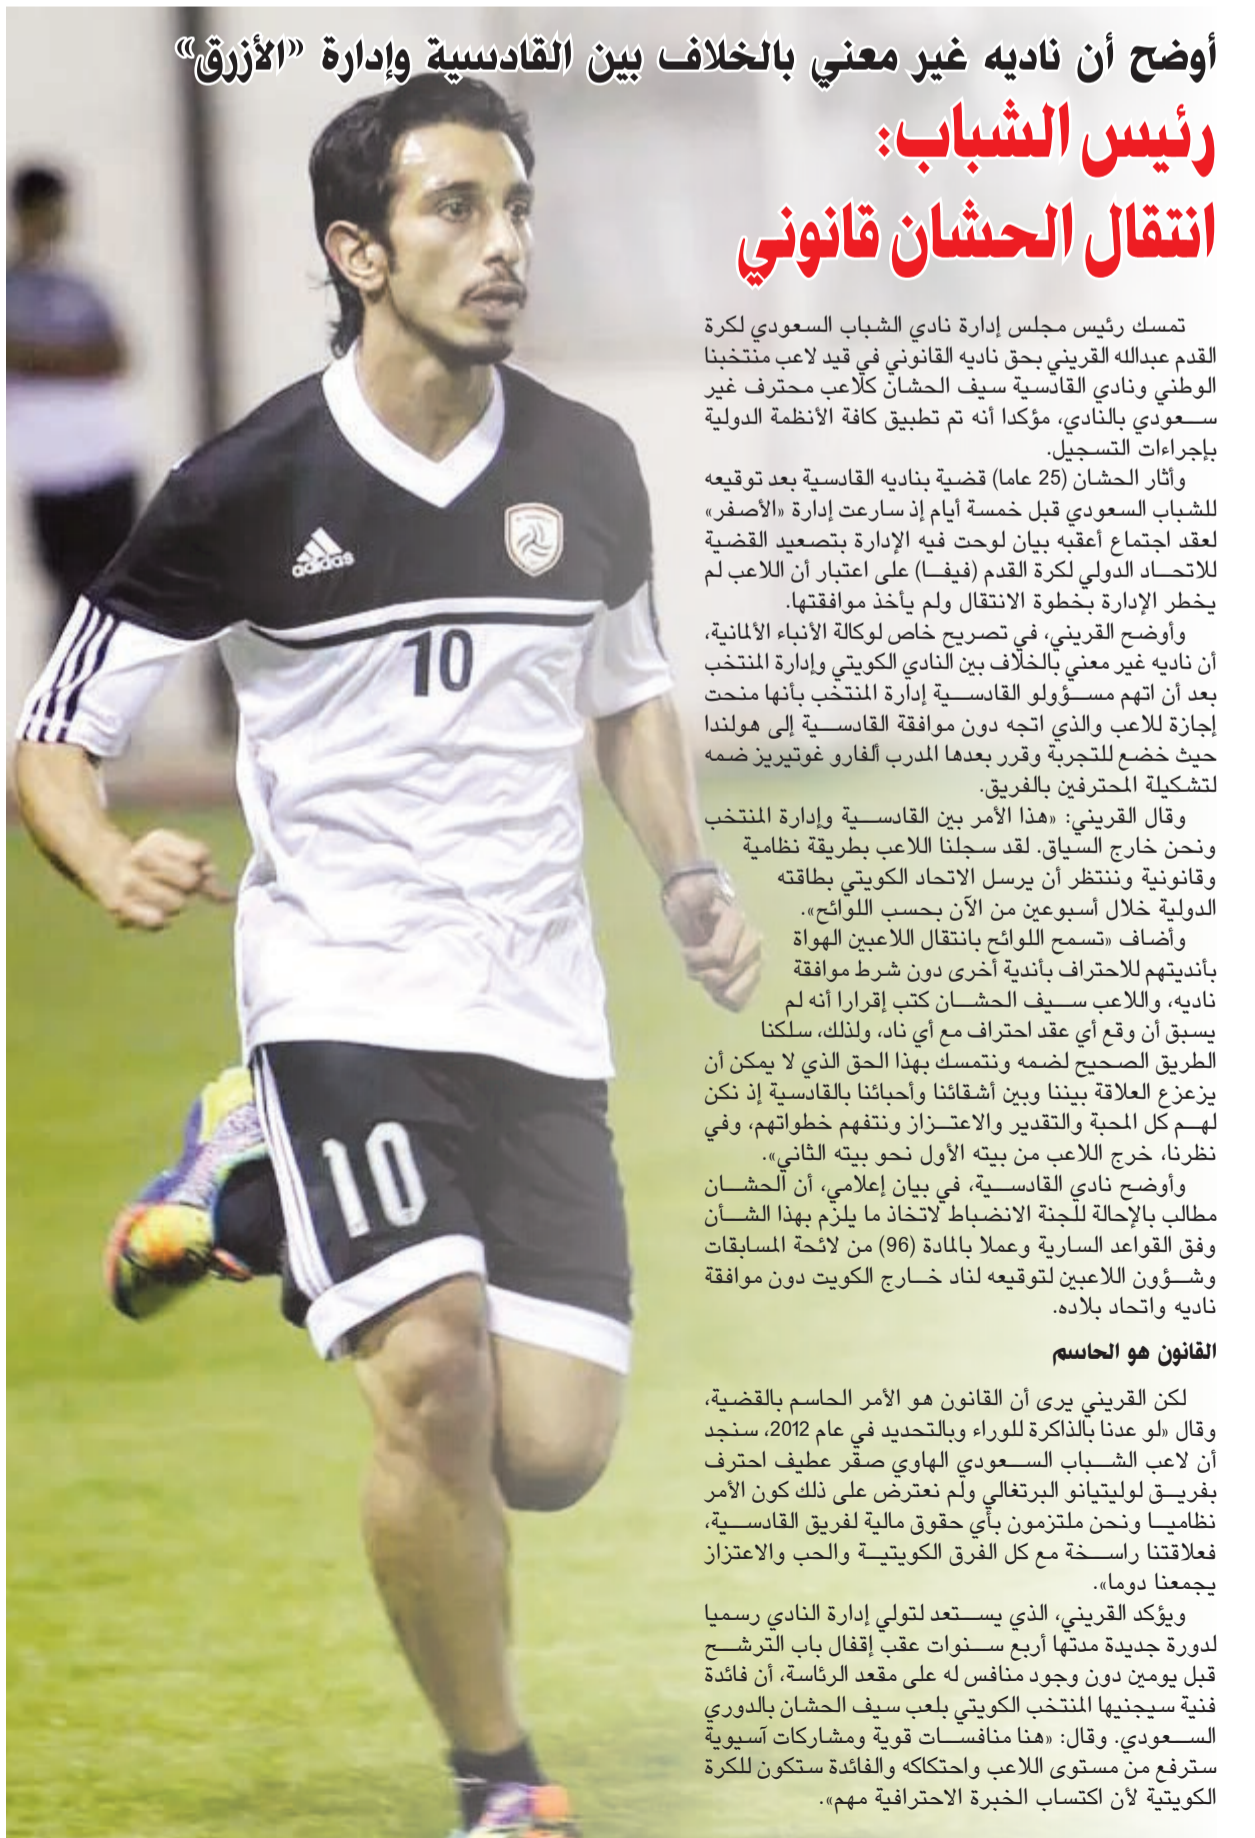 أوضح أن ناديه غير معني بالخلاف بين القادسية وإدارة «الأزرق»
رئيس الشباب:
انتقال الحشان قانوني
تمسك رئيس مجلس إدارة نادي الشباب السعودي لكرة
القدم عبدالله القريني بحق ناديه القانوني في قيد لاعب منتخبنا
الوطني ونادي القادسية سيف الحشان كلاعب محترف غير
سعودي بالنادي، مؤكدا أنه تم تطبيق كافة الأنظمة الدولية
بإجراءات التسجيل.
وأثار الحشان (25 عاما) قضية بناديه القادسية بعد توقيعه
للشباب السعودي قبل خمسة أيام إذ سارعت إدارة «الأصفر»
لعقد اجتماع أعقبه بيان لوحت فيه الإدارة بتصعيد القضية
للاتحاد الدولي لكرة القدم (فيفا) على اعتبار أن اللاعب لم
يخطر الإدارة بخطوة الانتقال ولم يأخذ موافقتها.
وأوضح القريني، في تصريح خاص لوكالة الأنباء الألمانية،
أن ناديه غير معني بالخلاف بين النادي الكويتي وإدارة المنتخب
بعد أن اتهم مسؤولو القادسية إدارة المنتخب بأنها منحت
إجازة للاعب والذي اتجه دون موافقة القادسية إلى هولندا
حيث خضع للتجربة وقرر بعدها المدرب ألفارو غوتيريز ضمه
لتشكيلة المحترفين بالفريق.
وقال القريني: «هذا الأمر بين القادسية وإدارة المنتخب
ونحن خارج السياق. لقد سجلنا اللاعب بطريقة نظامية
وقانونية وننتظر أن يرسل الاتحاد الكويتي بطاقته
الدولية خلال أسبوعين من الآن بحسب اللوائح».
وأضاف «تسمح اللوائح بانتقال اللاعبين الهواة
بأنديتهم للاحتراف بأندية أخرى دون شرط موافقة
ناديه، واللاعب سيف الحشان كتب إقرارا أنه لم
يسبق أن وقع أي عقد احتراف مع أي ناد، ولذلك، سلكنا
الطريق الصحيح لضمه ونتمسك بهذا الحق الذي لا يمكن أن
يزعزع العلاقة بيننا وبين أشقائنا وأحبائنا بالقادسية إذ نكن
لهم كل المحبة والتقدير والاعتزاز ونتفهم خطواتهم، وفي
نظرنا، خرج اللاعب من بيته الأول نحو بيته الثاني».
وأوضح نادي القادسية، في بيان إعلامي، أن الحشان
مطالب بالإحالة للجنة الانضباط لاتخاذ ما يلزم بهذا الشأن
وفق القواعد السارية وعملا بالمادة (96) من لائحة المسابقات
وشؤون اللاعبين لتوقيعه لناد خارج الكويت دون موافقة
ناديه واتحاد بلاده.
القانون هو الحاسم
لكن القريني يرى أن القانون هو الأمر الحاسم بالقضية،
وقال «لو عدنا بالذاكرة للوراء وبالتحديد في عام 2012، سنجد
أن لاعب الشباب السعودي الهاوي صقر عطيف احترف
بفريق لوليتيانو البرتغالي ولم نعترض على ذلك كون الأمر
نظاميا ونحن ملتزمون بأي حقوق مالية لفريق القادسية،
فعلاقتنا راسخة مع كل الفرق الكويتية والحب والاعتزاز
يجمعنا دوما».
ويؤكد القريني، الذي يستعد لتولي إدارة النادي رسميا
لدورة جديدة مدتها أربع سنوات عقب إقفال باب الترشح
قبل يومين دون وجود منافس له على مقعد الرئاسة، أن فائدة
فنية سيجنيها المنتخب الكويتي بلعب سيف الحشان بالدوري
السعودي. وقال: «هنا منافسات قوية ومشاركات آسيوية
سترفع من مستوى اللاعب واحتكاكه والفائدة ستكون للكرة
الكويتية لأن اكتساب الخبرة الاحترافية مهم».
adidas
10
10